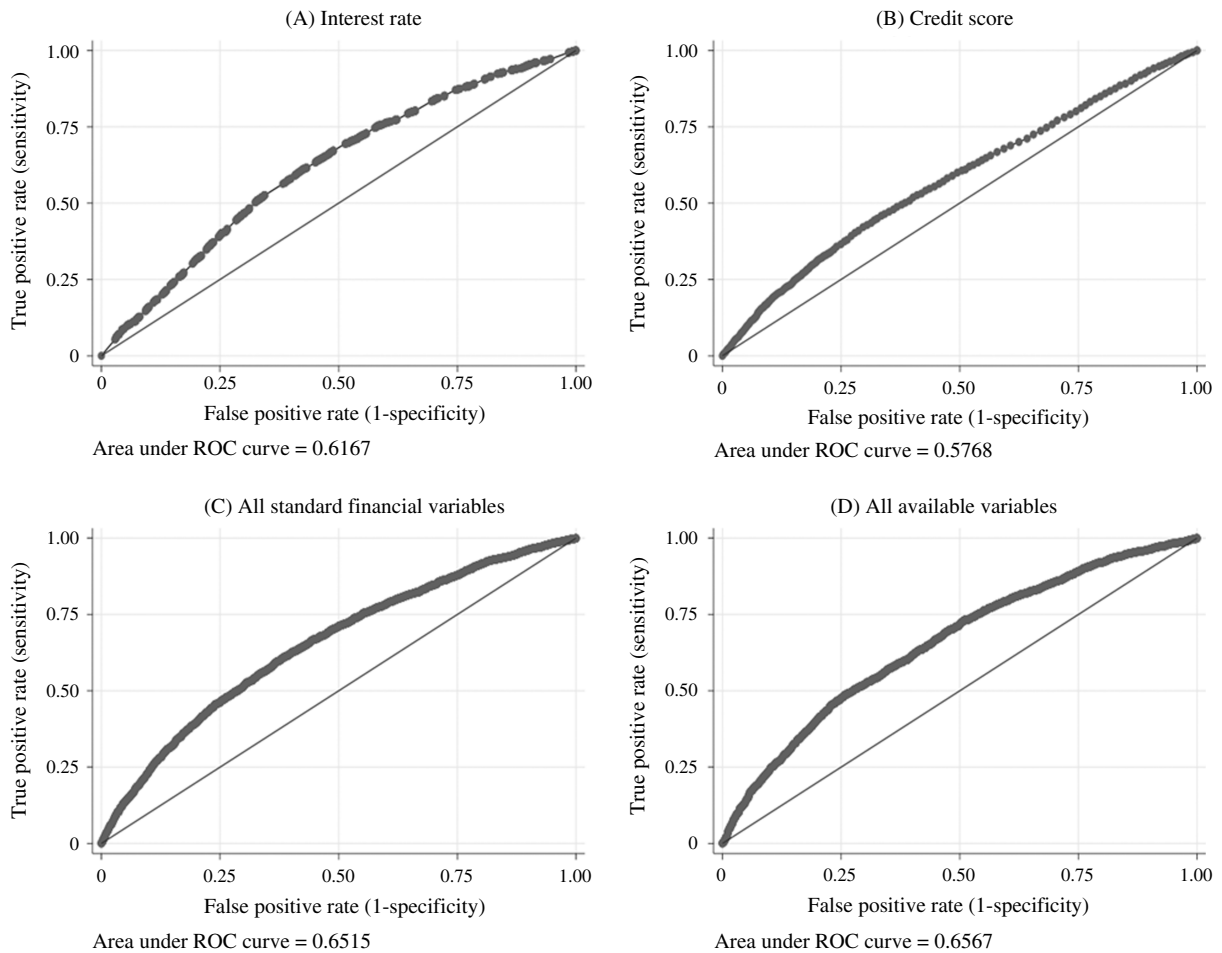 (A) Interest rate
True positive rate (sensitivity)
1.00
0.75
0.50
0.25
0
0 0.25 0.50 0.75 1.00
False positive rate (1-specificity)
Area under ROC curve = 0.6167
(B) Credit score
True positive rate (sensitivity)
1.00
0.75
0.50
0.25
0
0 0.25 0.50 0.75 1.00
False positive rate (1-specificity)
Area under ROC curve = 0.5768
(C) All standard financial variables
True positive rate (sensitivity)
1.00
0.75
0.50
0.25
0
0 0.25 0.50 0.75 1.00
False positive rate (1-specificity)
Area under ROC curve = 0.6515
(D) All available variables
True positive rate (sensitivity)
1.00
0.75
0.50
0.25
0
0 0.25 0.50 0.75 1.00
False positive rate (1-specificity)
Area under ROC curve = 0.6567